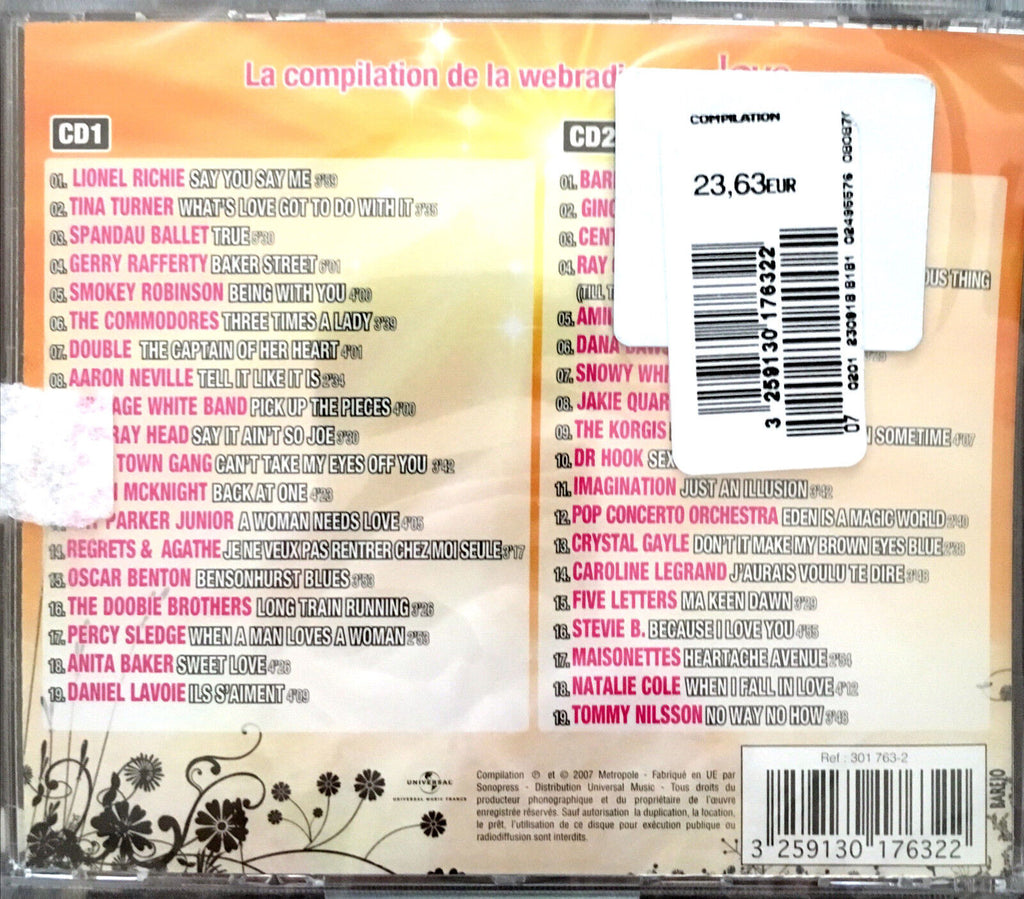 La compilation de la webradi
CD1
01. LIONEL RICHIE SAY YOU SAY ME 3'59
02. TINA TURNER WHAT'S LOVE GOT TO DO WITH IT 3'35
03. SPANDAU BALLET TRUE 5'30
04. GERRY RAFFERTY BAKER STREET 6'01
05. SMOKEY ROBINSON BEING WITH YOU 4'00
06. THE COMMODORES THREE TIMES A LADY 3'39
07. DOUBLE THE CAPTAIN OF HER HEART 4'01
08. AARON NEVILLE TELL IT LIKE IT IS 2'34
AGE WHITE BAND PICK UP THE PIECES 4'00
RAY HEAD SAY IT AIN'T SO JOE 3'30
TOWN GANG CAN'T TAKE MY EYES OFF YOU 3'42
MCKNIGHT BACK AT ONE 4'23
PARKER JUNIOR A WOMAN NEEDS LOVE 4'05
14. REGRETS & AGATHE JE NE VEUX PAS RENTRER CHEZ MOI SEULE 3'17
15. OSCAR BENTON BENSONHURST BLUES 3'53
16. THE DOOBIE BROTHERS LONG TRAIN RUNNING 3'26
17. PERCY SLEDGE WHEN A MAN LOVES A WOMAN 2'53
18. ANITA BAKER SWEET LOVE 4'26
19. DANIEL LAVOIE ILS S'AIMENT 4'09
CD2
01. BAR
02. GINO
03. CENT
04. RAY
OUS THING
(TILL T
05. AMII
06. DANA DAW
07. SNOWY WHI
08. JAKIE QUAR
09. THE KORGIS
N SOMETIME 4'07
10. DR HOOK SEX
11. IMAGINATION JUST AN ILLUSION 3'42
12. POP CONCERTO ORCHESTRA EDEN IS A MAGIC WORLD 2'40
13. CRYSTAL GAYLE DON'T IT MAKE MY BROWN EYES BLUE 2'38
14. CAROLINE LEGRAND J'AURAIS VOULU TE DIRE 3'48
15. FIVE LETTERS MA KEEN DAWN 3'29
16. STEVIE B. BECAUSE I LOVE YOU 4'55
17. MAISONETTES HEARTACHE AVENUE 2'54
18. NATALIE COLE WHEN I FALL IN LOVE 4'12
19. TOMMY NILSSON NO WAY NO HOW 3'48
COMPILATION
23,63EUR
3 259130 176322
07 0201 230918 8181 02495576 080877
UNIVERSAL
UNIVERSAL MUSIC FRANCE
Compilation ℗ et © 2007 Metropole - Fabriqué en UE par
Sonopress - Distribution Universal Music - Tous droits du
producteur phonographique et du propriétaire de l'œuvre
enregistrée réservés. Sauf autorisation la duplication, la location,
le prêt, l'utilisation de ce disque pour exécution publique ou
radiodiffusion sont interdits.
Ref : 301 763-2
3 259130 176322
BAREJO